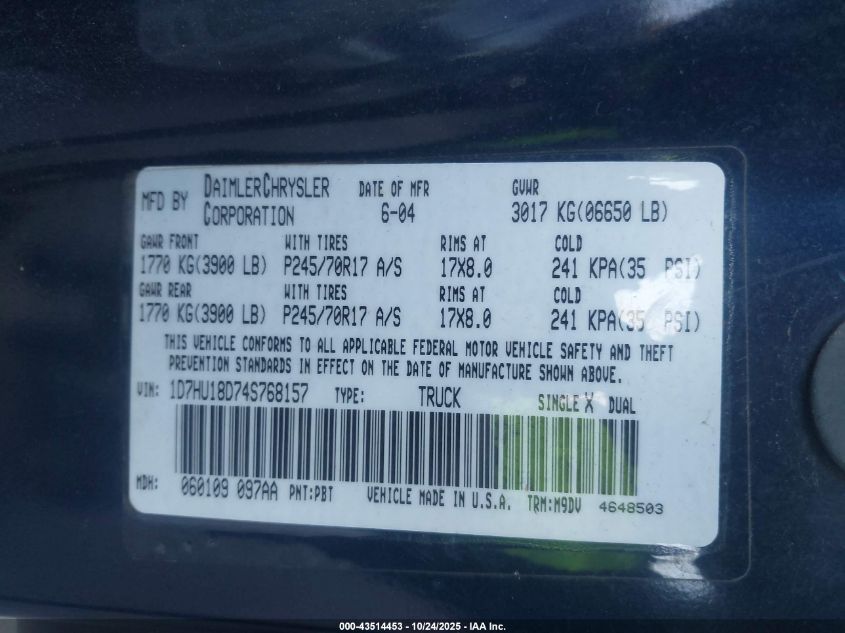 MFD BY DAIMLERCHRYSLER CORPORATION DATE OF MFR 6-04 GVWR 3017 KG(06650 LB)
GAWR FRONT WITH TIRES RIMS AT COLD
1770 KG(3900 LB) P245/70R17 A/S 17X8.0 241 KPA(35 PSI)
GAWR REAR WITH TIRES RIMS AT COLD
1770 KG(3900 LB) P245/70R17 A/S 17X8.0 241 KPA(35 PSI)
THIS VEHICLE CONFORMS TO ALL APPLICABLE FEDERAL MOTOR VEHICLE SAFETY AND THEFT
PREVENTION STANDARDS IN EFFECT ON THE DATE OF MANUFACTURE SHOWN ABOVE.
VIN: 1D7HU18D74S768157 TYPE: TRUCK SINGLE X DUAL
MDH: 060109 097AA PNT:PBT VEHICLE MADE IN U.S.A. TRM:M9DV 4648503
000-43514453 - 10/24/2025 - IAA Inc.